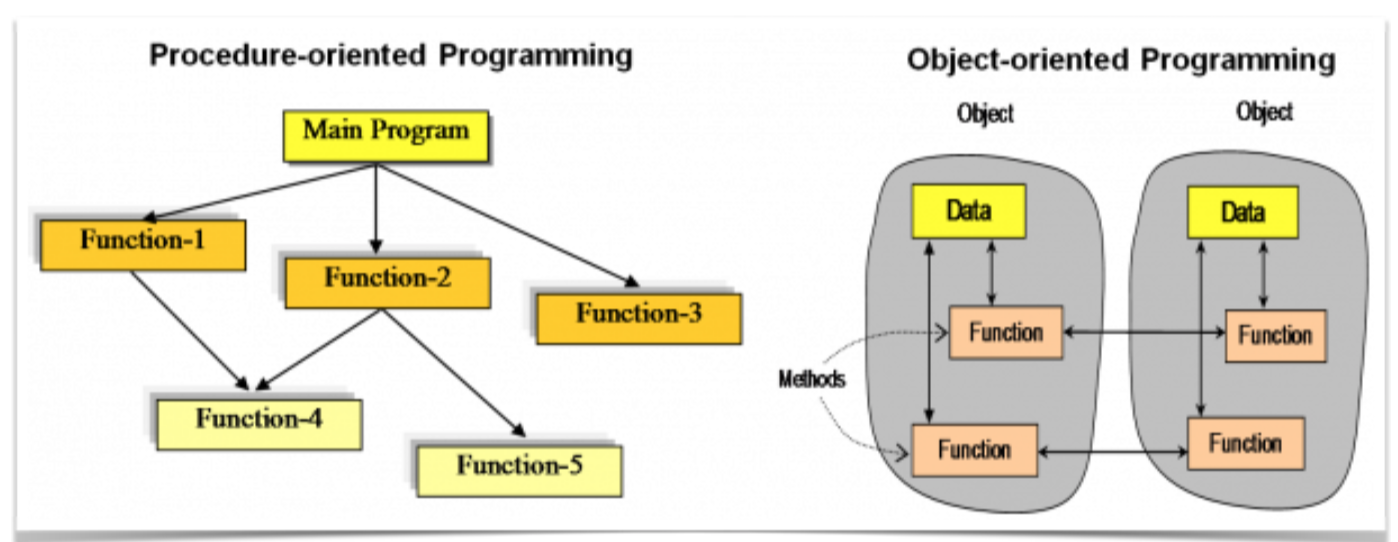 Procedure-oriented Programming
Main Program
Function-1
Function-2
Function-3
Function-4
Function-5
Object-oriented Programming
Object
Object
Data
Data
Function
Function
Methods
Function
Function